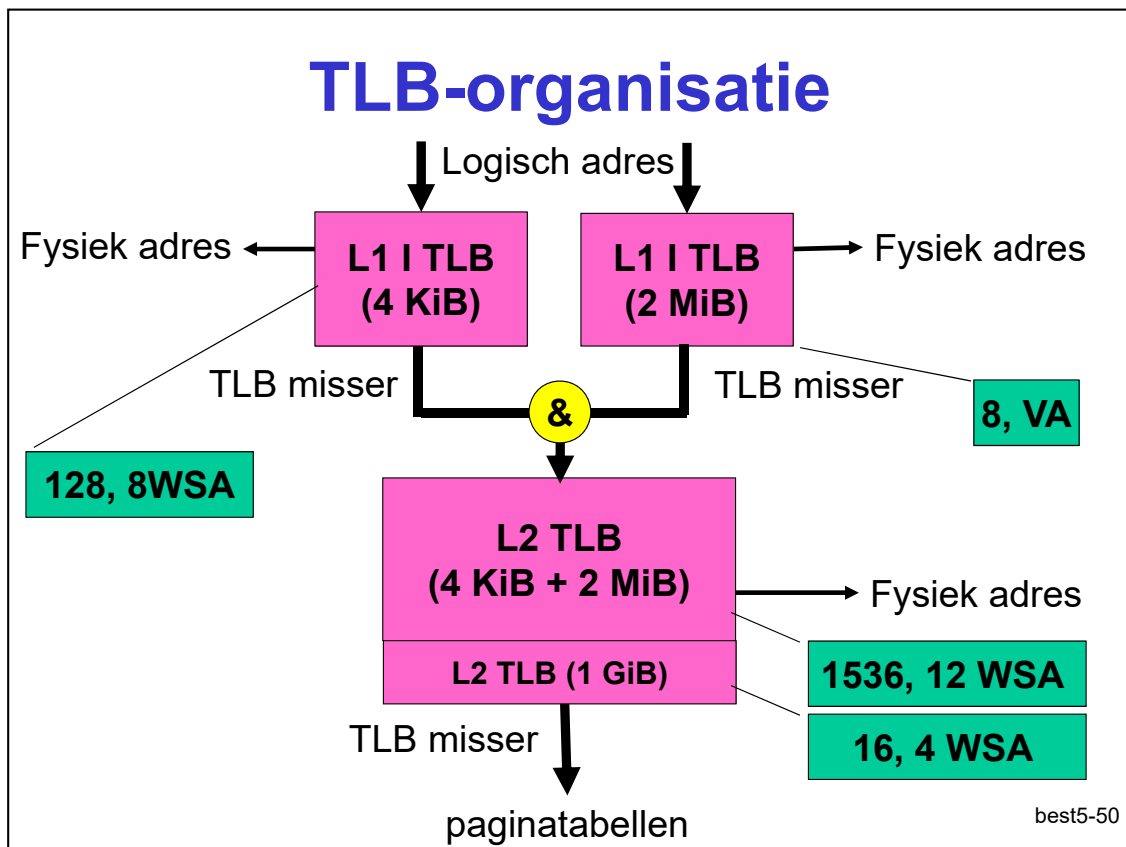 TLB-organisatie
Logisch adres
Fysiek adres
L1 I TLB
(4 KiB)
L1 I TLB
(2 MiB)
Fysiek adres
TLB misser
TLB misser
&
8, VA
128, 8WSA
L2 TLB
(4 KiB + 2 MiB)
Fysiek adres
L2 TLB (1 GiB)
1536, 12 WSA
TLB misser
16, 4 WSA
paginatabellen
best5-50